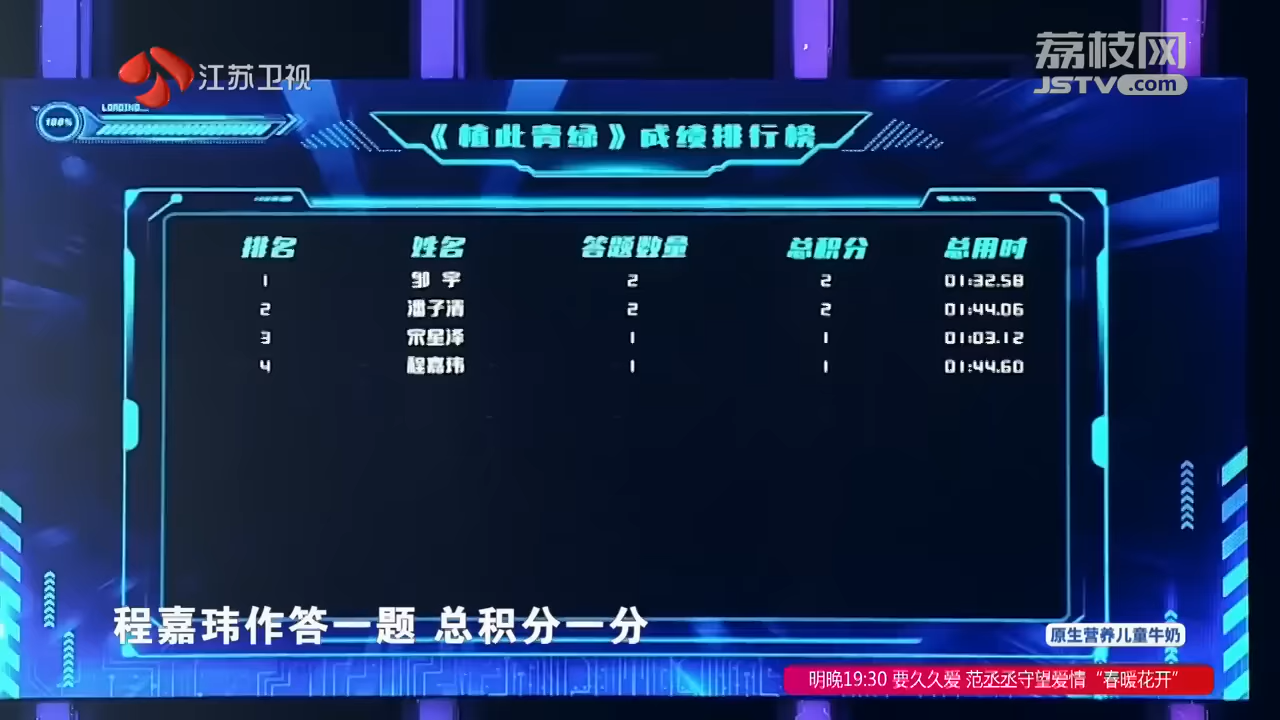 江苏卫视
荔枝网
JSTV.com
LOADING...
100%
《植此青绿》成绩排行榜
排名 姓名 答题数量 总积分 总用时
1 邹 宇 2 2 01:32.58
2 潘子清 2 2 01:44.06
3 宋星泽 1 1 01:03.12
4 程嘉玮 1 1 01:44.60
程嘉玮作答一题 总积分一分
原生营养儿童牛奶
明晚19:30 要久久爱 范丞丞守望爱情“春暖花开”